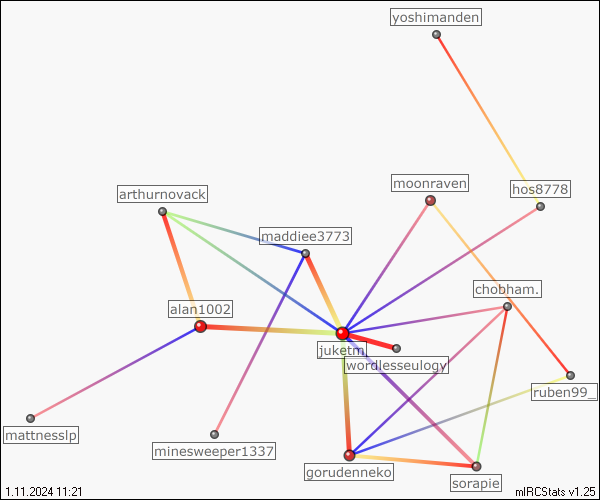 yoshimanden
moonraven
hos8778
arthurnovack
maddiee3773
chobham.
alan1002
juketm
wordlesseulogy
ruben99_
mattnesslp
minesweeper1337
gorudenneko
sorapie
1.11.2024 11:21
mIRCStats v1.25